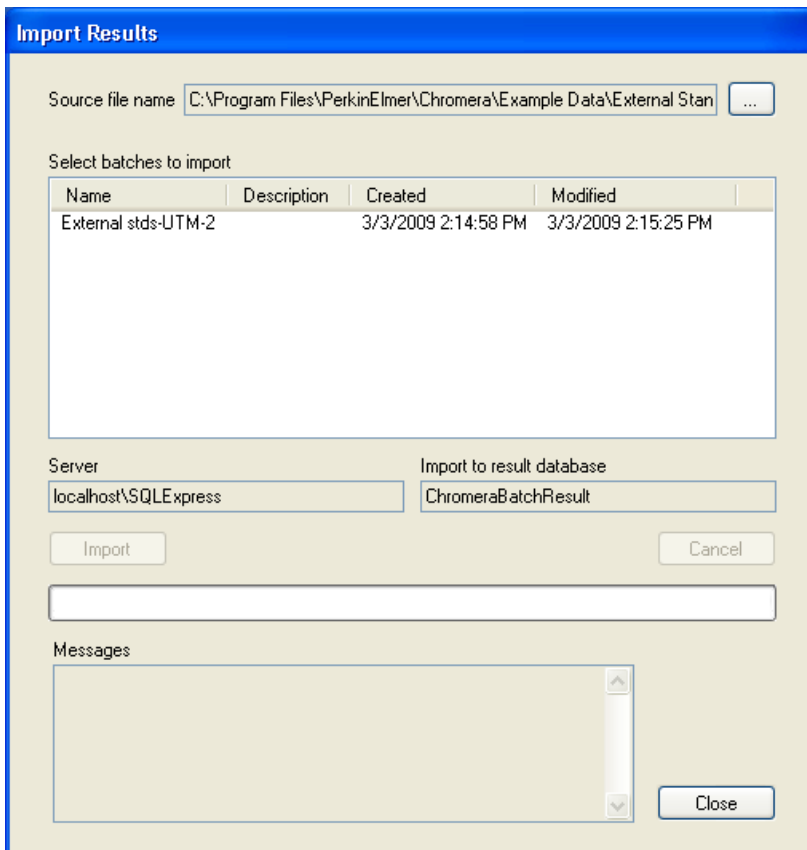 Import Results
Source file name C:\Program Files\PerkinElmer\Chromera\Example Data\External Stan ...
Select batches to import
Name Description Created Modified
External stds-UTM-2 3/3/2009 2:14:58 PM 3/3/2009 2:15:25 PM
Server Import to result database
localhost\SQLExpress ChromeraBatchResult
Import Cancel
Messages
Close